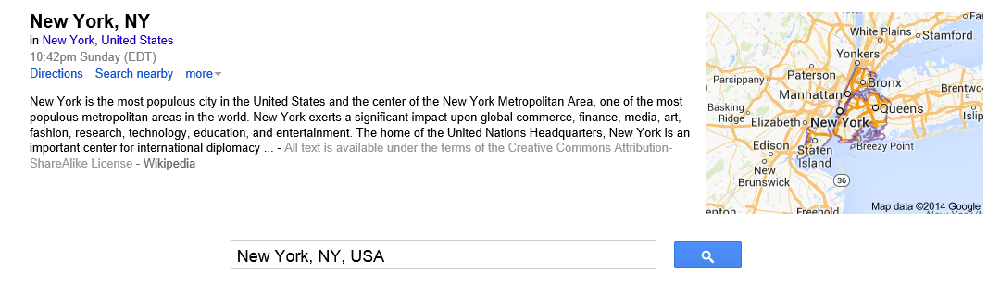 New York, NY
in New York, United States
10:42pm Sunday (EDT)
Directions Search nearby more
New York is the most populous city in the United States and the center of the New York Metropolitan Area, one of the most
populous metropolitan areas in the world. New York exerts a significant impact upon global commerce, finance, media, art,
fashion, research, technology, education, and entertainment. The home of the United Nations Headquarters, New York is an
important center for international diplomacy ... - All text is available under the terms of the Creative Commons Attribution-
ShareAlike License - Wikipedia
White Plains
Stamford
Yonkers
Paterson
Parsippany
Bronx
Manhattan
Brentwo
Basking
Ridge
Queens
Elizabeth
New York
Islip
Edison
Staten
Island
Breezy Point
New
Brunswick
36
Freehold
Map data ©2014 Google
New York, NY, USA